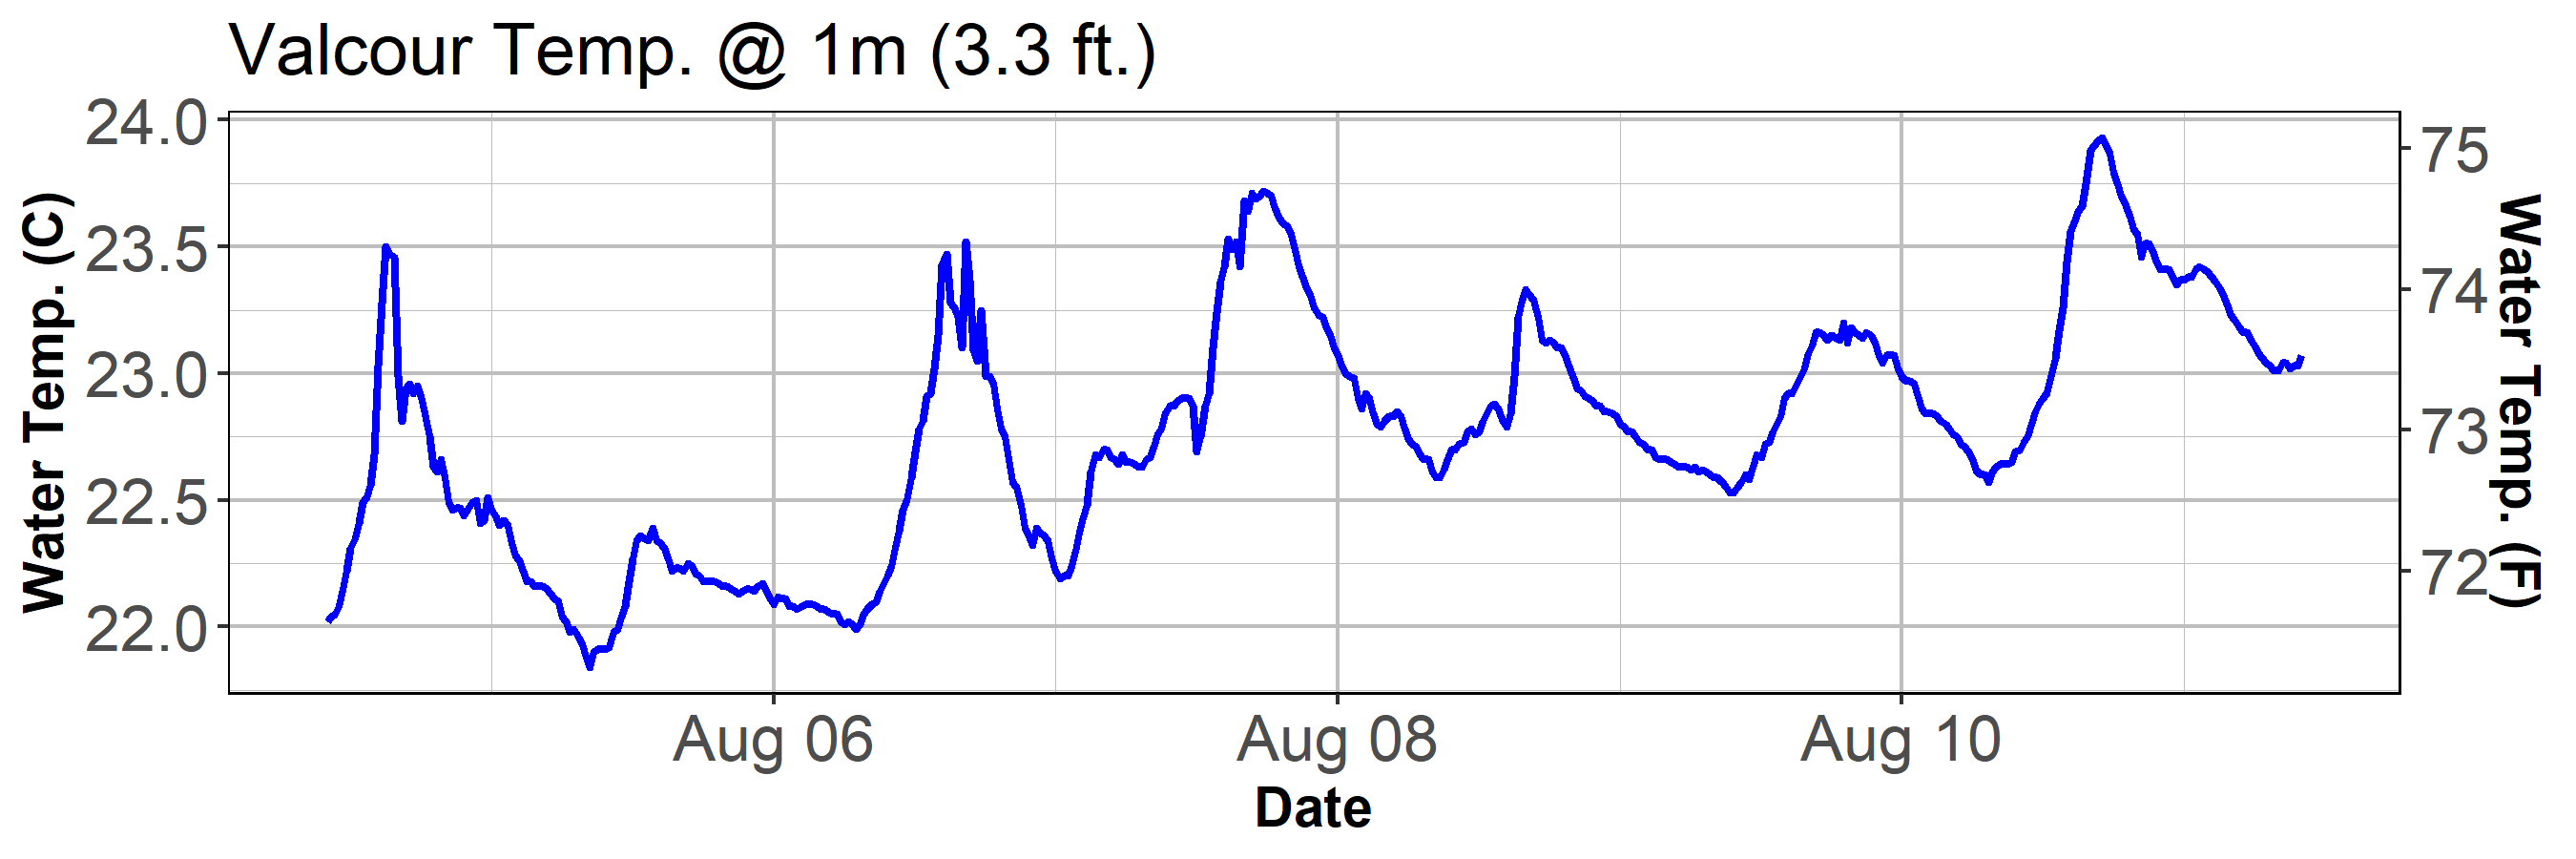 Valcour Temp. @ 1m (3.3 ft.)
24.0
23.5
23.0
22.5
22.0
Water Temp. (C)
75
74
73
72
Water Temp. (F)
Aug 06 Aug 08 Aug 10
Date